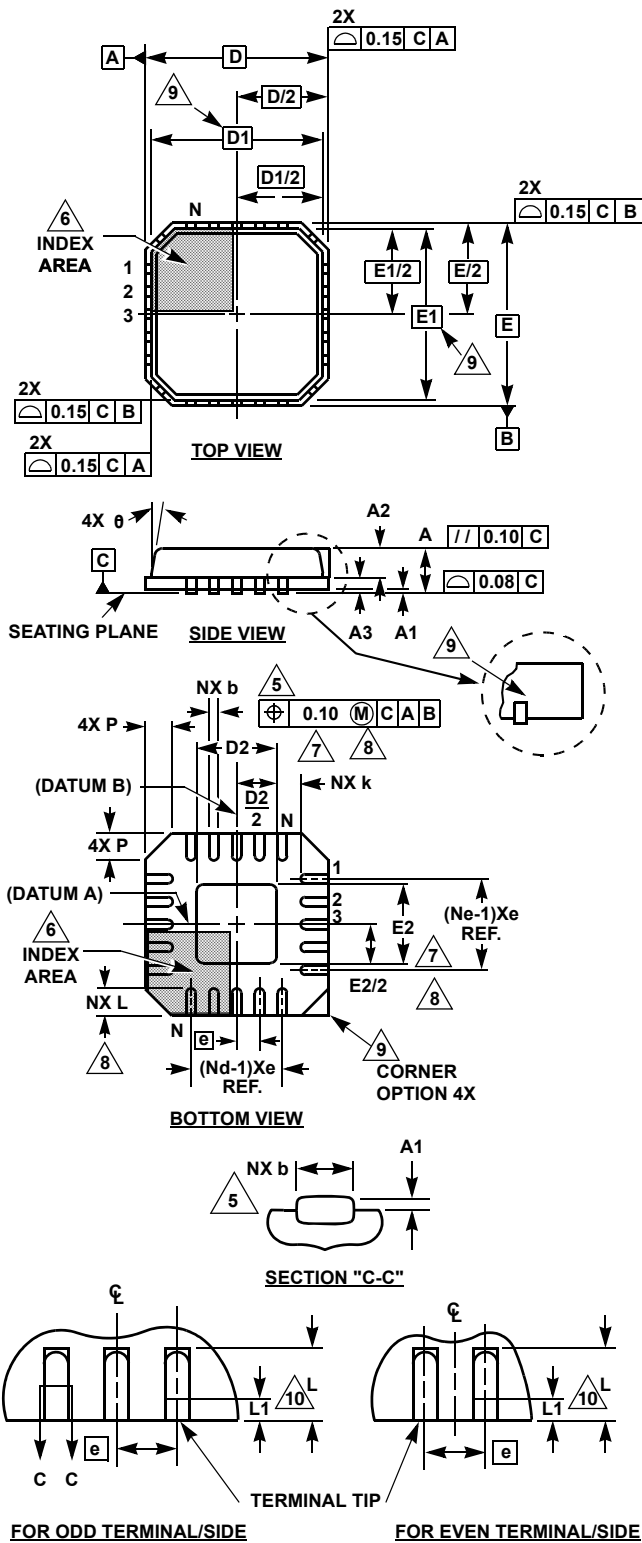 2X
⌓ 0.15 C A
A
D
D/2
9
D1
D1/2
2X
⌓ 0.15 C B
6
INDEX
AREA
N
1
2
3
E1/2
E/2
E1
E
9
2X
⌓ 0.15 C B
2X
⌓ 0.15 C A
B
TOP VIEW
4X θ
A2
A
// 0.10 C
C
⌓ 0.08 C
SEATING PLANE
SIDE VIEW
A3
A1
9
NX b
5
⌖ 0.10 Ⓜ C A B
4X P
D2
7
8
(DATUM B)
D2
2
N
NX k
4X P
1
(DATUM A)
2
3
(Ne-1)Xe
REF.
6
INDEX
AREA
E2
7
E2/2
8
NX L
8
N
e
(Nd-1)Xe
REF.
9
CORNER
OPTION 4X
BOTTOM VIEW
NX b
A1
5
SECTION "C-C"
℄
℄
L
10
L1
L
10
L1
e
e
C
C
TERMINAL TIP
FOR ODD TERMINAL/SIDE
FOR EVEN TERMINAL/SIDE